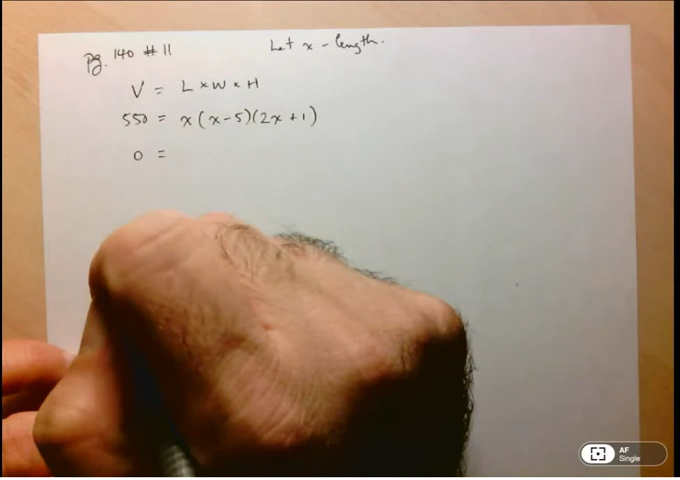 pg. 140 # 11
Let x - length.
V = L x W x H
550 = x(x-5)(2x+1)
0 =
AF
Single